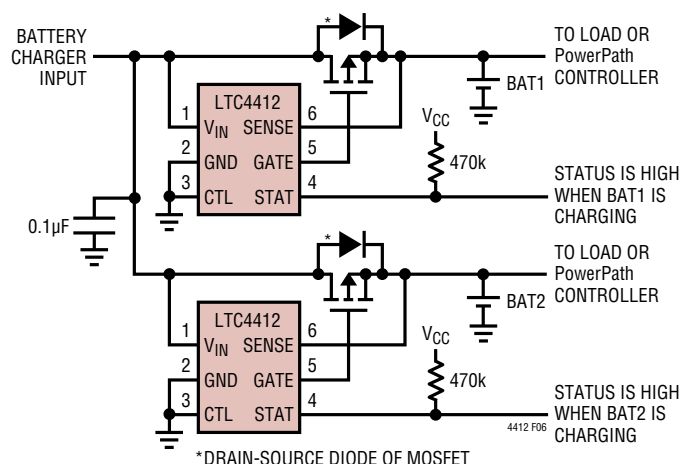 BATTERY
CHARGER
INPUT
*
TO LOAD OR
PowerPath
CONTROLLER
BAT1
LTC4412
1
VIN SENSE
6
2
GND GATE
5
3
CTL STAT
4
VCC
470k
STATUS IS HIGH
WHEN BAT1 IS
CHARGING
0.1µF
*
TO LOAD OR
PowerPath
CONTROLLER
BAT2
LTC4412
1
VIN SENSE
6
2
GND GATE
5
3
CTL STAT
4
VCC
470k
STATUS IS HIGH
WHEN BAT2 IS
CHARGING
4412 F06
*DRAIN-SOURCE DIODE OF MOSFET